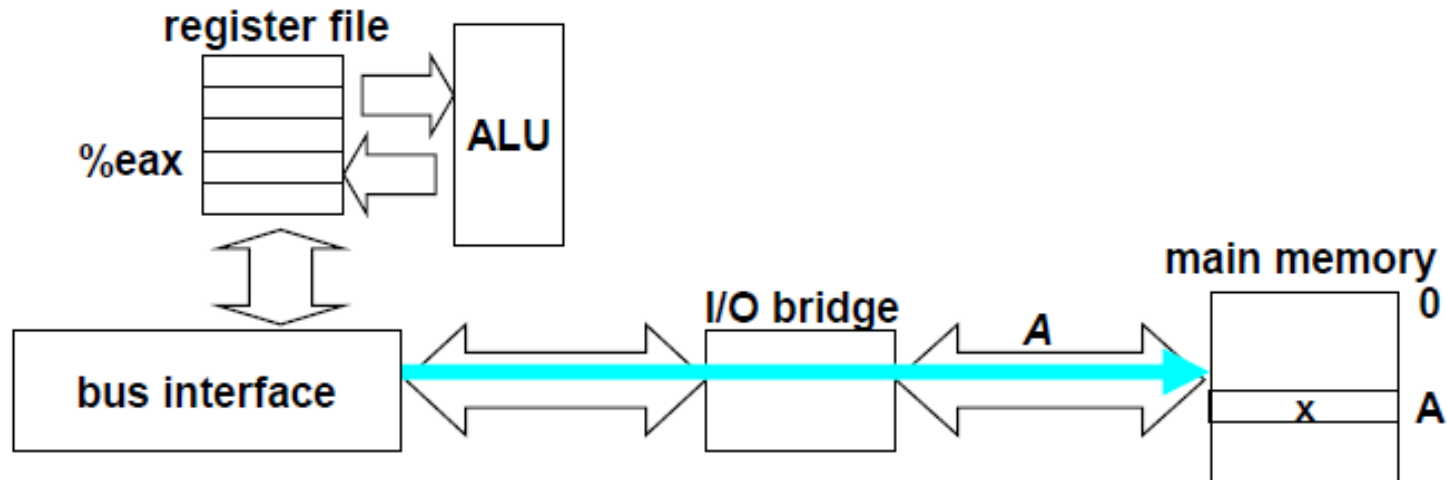 register file
ALU
%eax
main memory
0
I/O bridge
A
bus interface
x
A